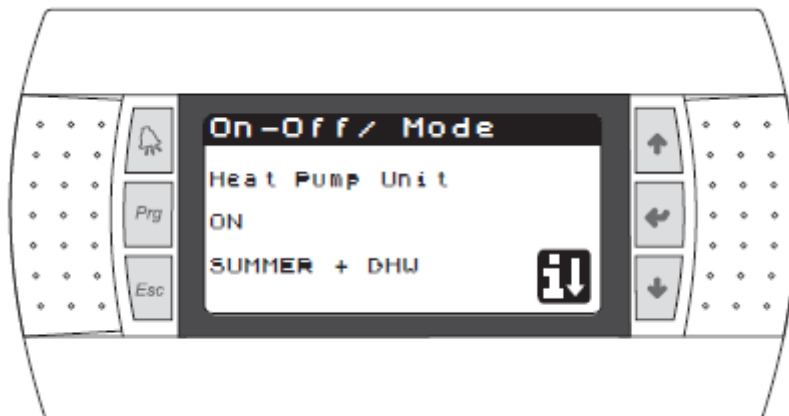 On-Off/ Mode
Heat Pump Unit
Prg
ON
SUMMER + DHW
i
Esc